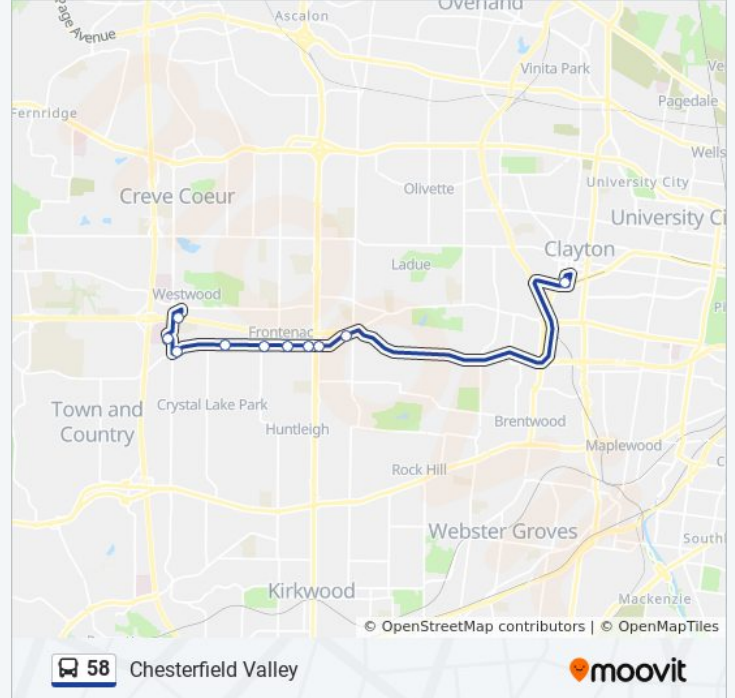 Overland
Ascalon
Page Avenue
Vinita Park
Ve
Pagedale
Fernridge
Wells
University City
Olivette
Creve Coeur
University Ci
Clayton
Ladue
Westwood
Pi
Frontenac
Town and
Country
Crystal Lake Park
Huntleigh
Brentwood
Maplewood
C
Rock Hill
Webster Groves
South
Kirkwood
Mackenzie
© OpenStreetMap contributors | © OpenMapTiles
58 Chesterfield Valley
moovit